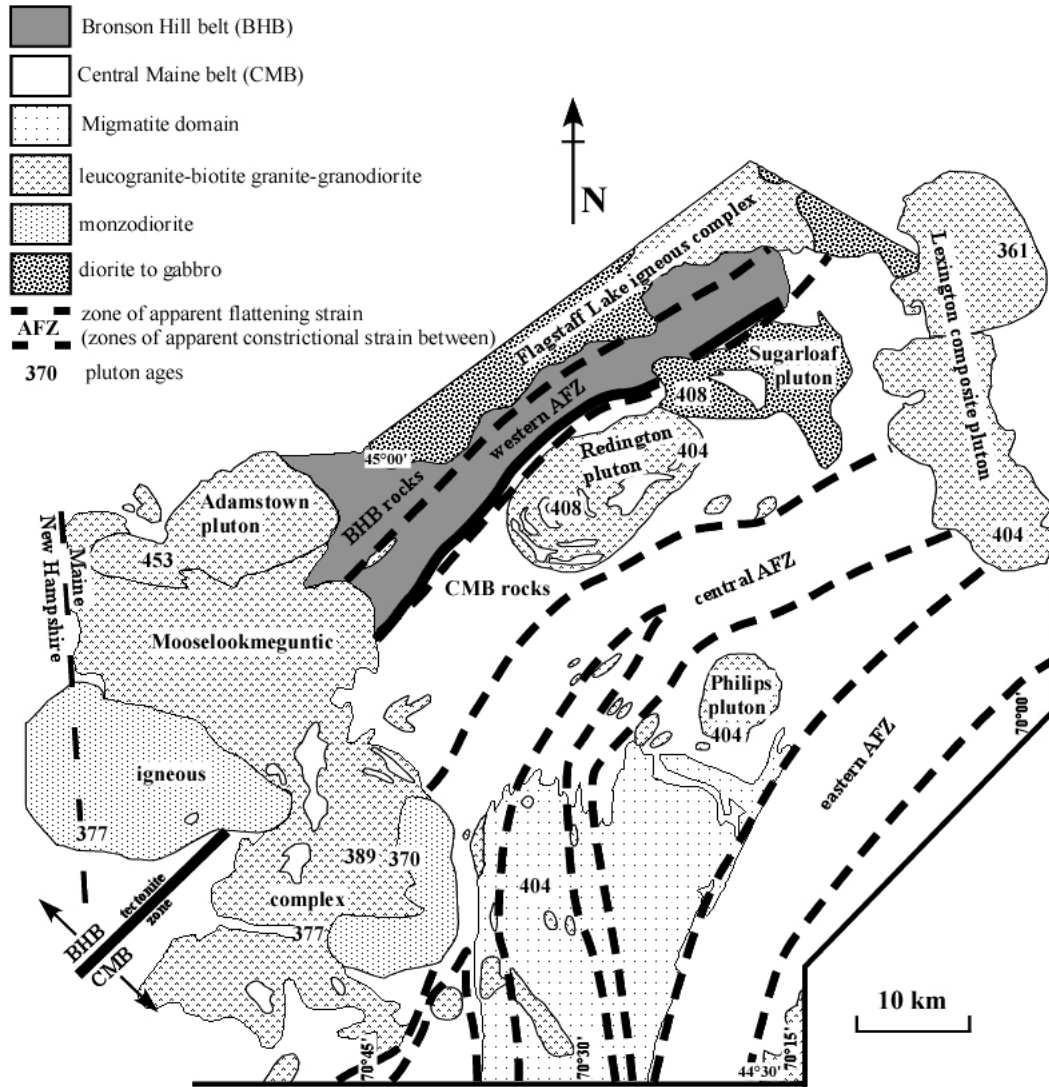 Bronson Hill belt (BHB)
Central Maine belt (CMB)
Migmatite domain
leucogranite-biotite granite-granodiorite
monzodiorite
diorite to gabbro
zone of apparent flattening strain
AFZ
(zones of apparent constrictional strain between)
370
pluton ages
N
Flagstaff Lake igneous complex
361
Lexington composite pluton
404
Sugarloaf
pluton
408
western AFZ
Redington
pluton
404
408
45°00'
BHB rocks
Adamstown
pluton
453
Maine
New Hampshire
CMB rocks
central AFZ
Mooselookmeguntic
Philips
pluton
404
70°00'
eastern AFZ
igneous
377
389
370
404
complex
377
tectonite
zone
BHB
CMB
10 km
70°45'
70°30'
70°15'
44°30'